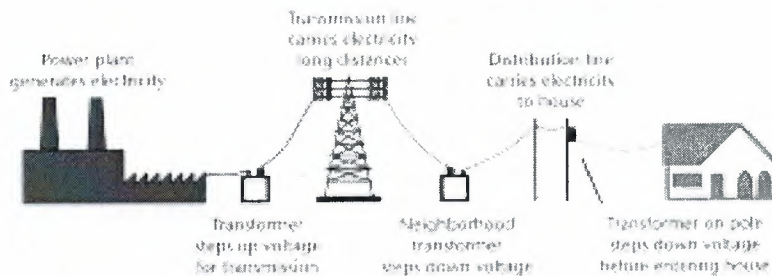 Transmission line
carries electricity
long distances
Power plant
generates electricity
Distribution line
carries electricity
to house
Transformer
steps up voltage
for transmission
Neighborhood
transformer
steps down voltage
Transformer on pole
steps down voltage
before entering house